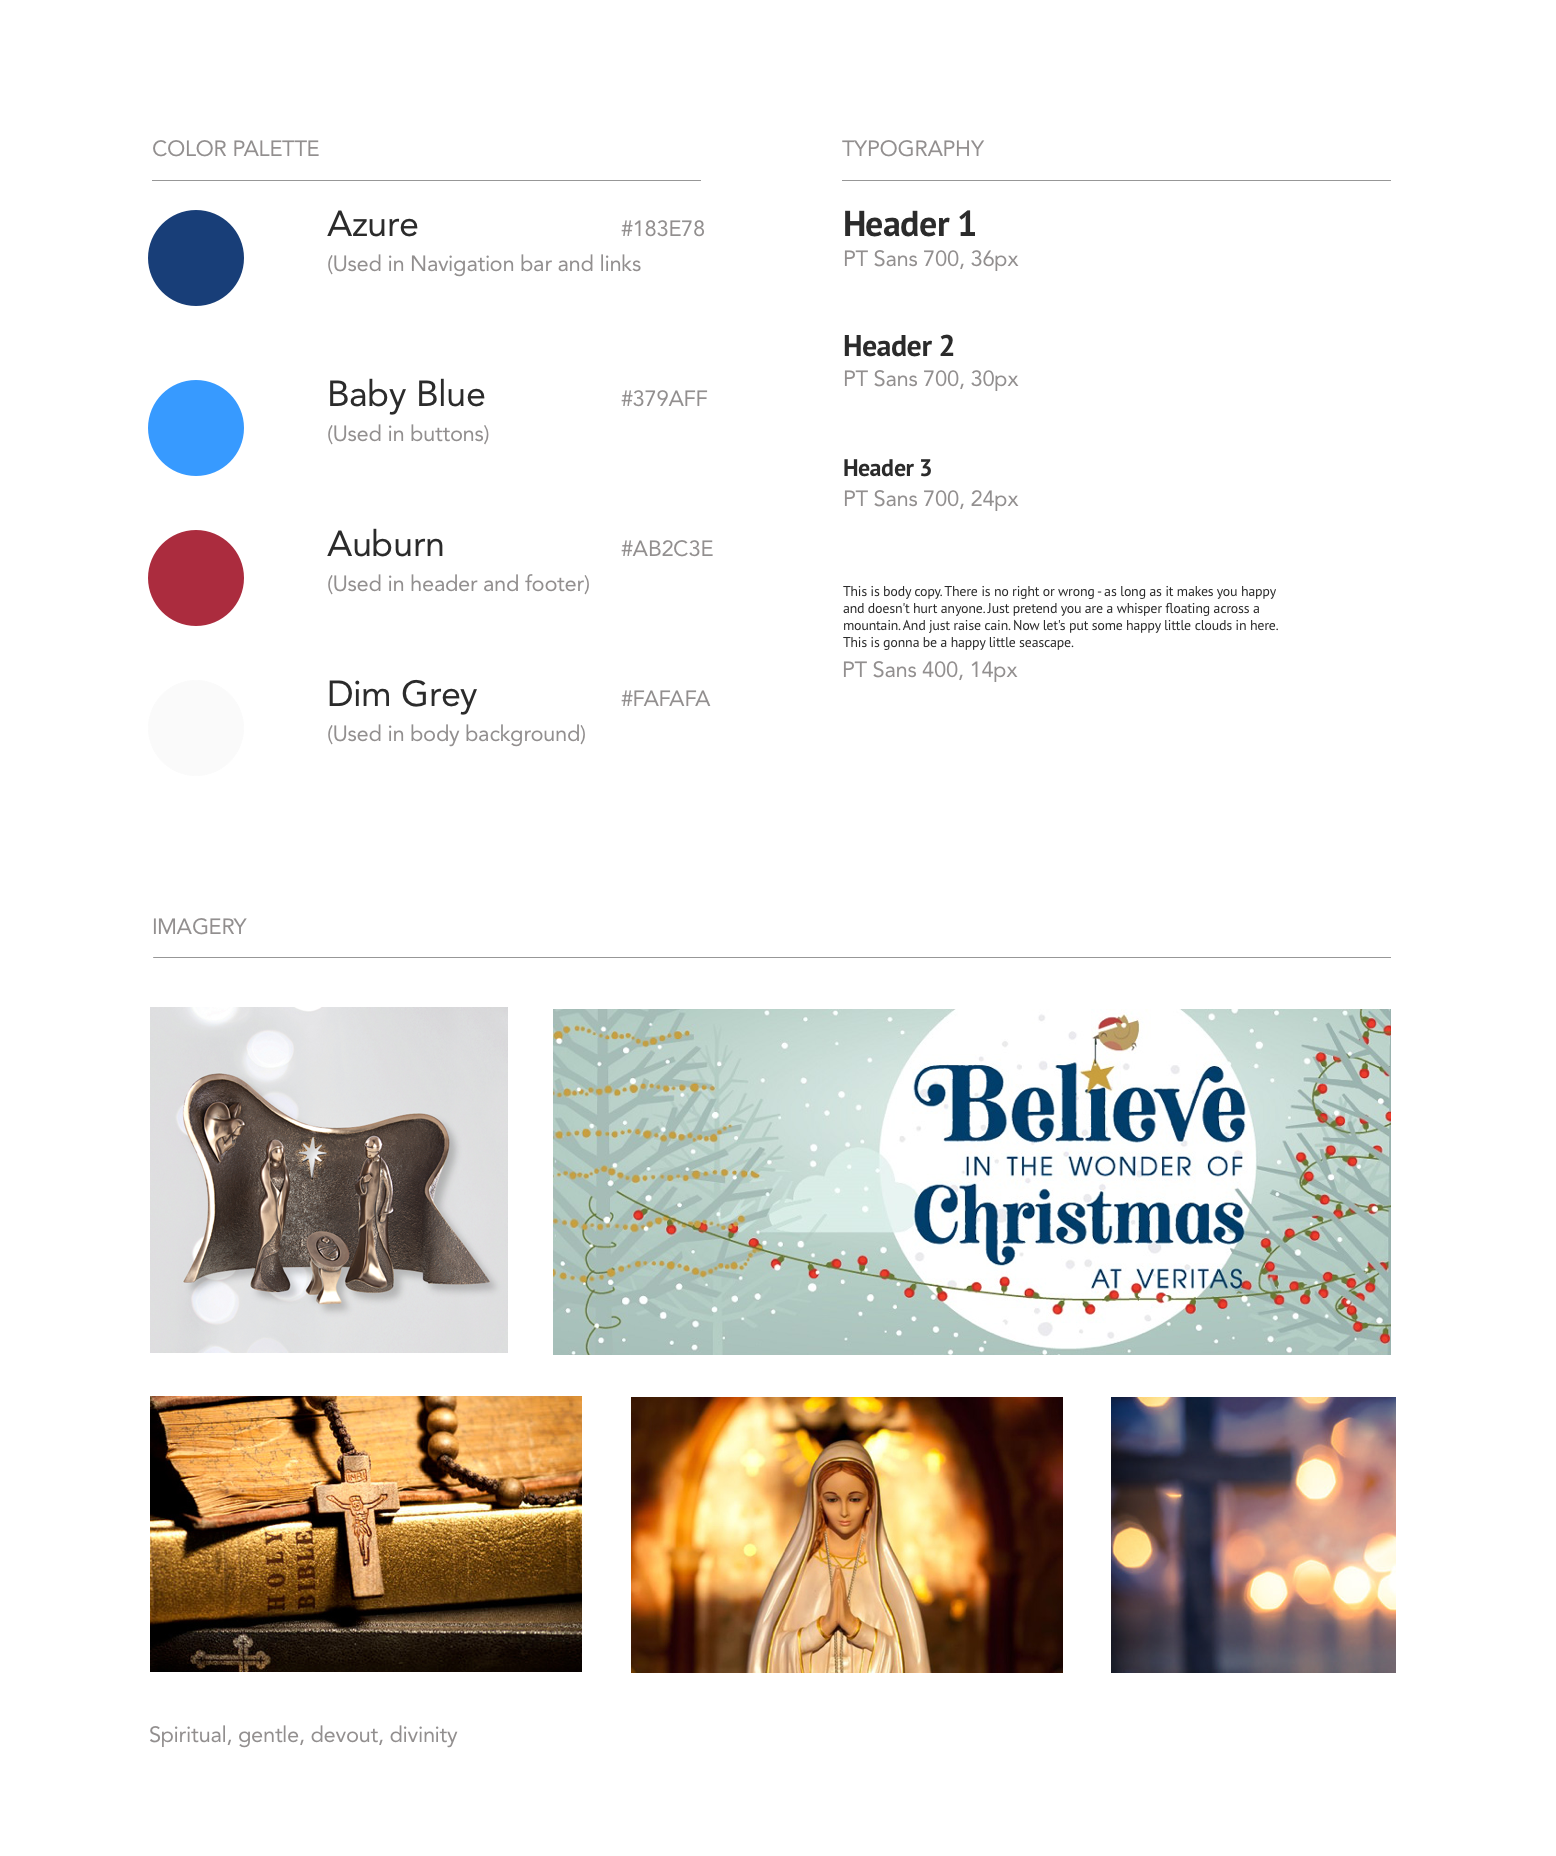 COLOR PALETTE
Azure
#183E78
(Used in Navigation bar and links
Baby Blue
#379AFF
(Used in buttons)
Auburn
#AB2C3E
(Used in header and footer)
Dim Grey
#FAFAFA
(Used in body background)
TYPOGRAPHY
Header 1
PT Sans 700, 36px
Header 2
PT Sans 700, 30px
Header 3
PT Sans 700, 24px
This is body copy. There is no right or wrong - as long as it makes you happy
and doesn't hurt anyone. Just pretend you are a whisper floating across a
mountain. And just raise cain. Now let's put some happy little clouds in here.
This is gonna be a happy little seascape.
PT Sans 400, 14px
IMAGERY
Believe
IN THE WONDER OF
Christmas
AT VERITAS
HOLY
BIBLE
Spiritual, gentle, devout, divinity